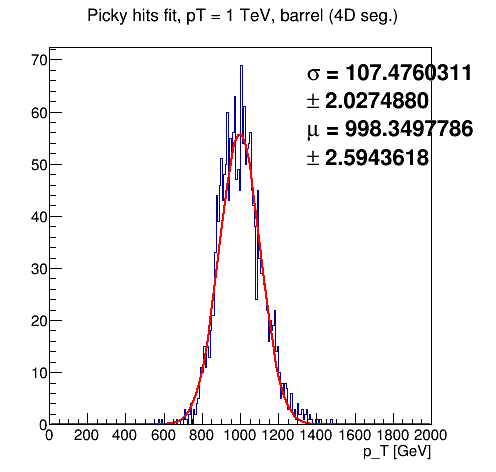 Picky hits fit, pT = 1 TeV, barrel (4D seg.)
σ = 107.4760311
± 2.0274880
μ = 998.3497786
± 2.5943618
70
60
50
40
30
20
10
0
0 200 400 600 800 1000 1200 1400 1600 1800 2000
p_T [GeV]